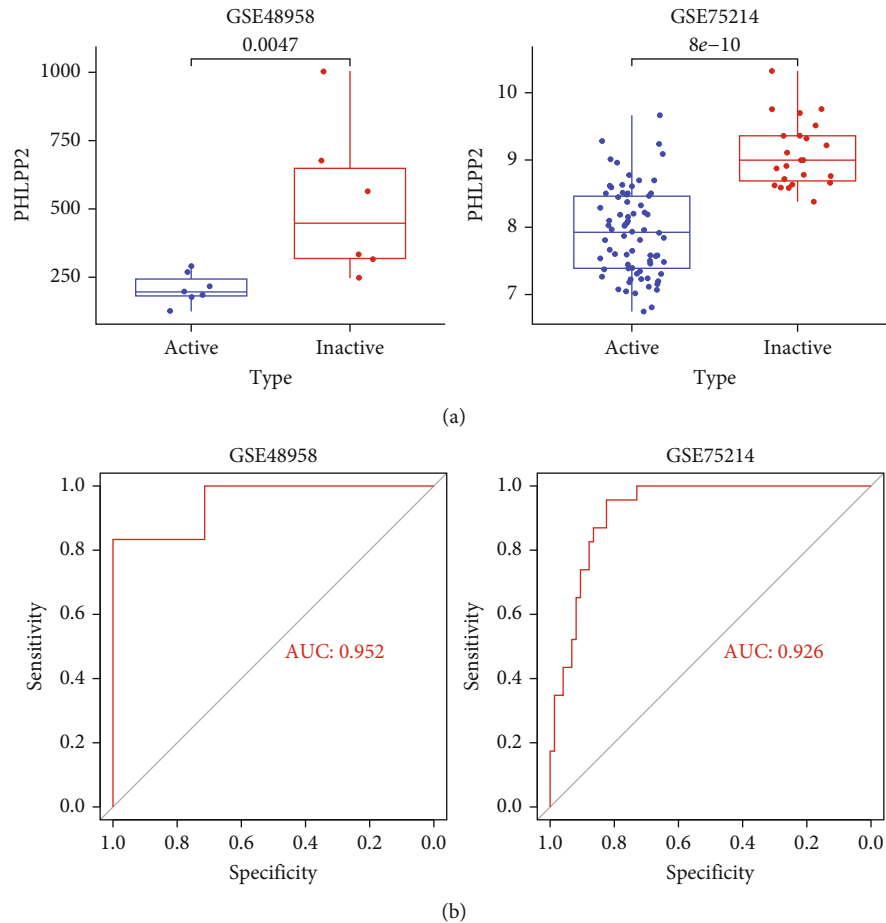 GSE48958
0.0047
1000
750
500
250
PHLPP2
Active
Inactive
Type
GSE75214
8e−10
10
9
8
7
PHLPP2
Active
Inactive
Type
(a)
GSE48958
1.0
0.8
0.6
0.4
0.2
0.0
Sensitivity
AUC: 0.952
1.0
0.8
0.6
0.4
0.2
0.0
Specificity
GSE75214
1.0
0.8
0.6
0.4
0.2
0.0
Sensitivity
AUC: 0.926
1.0
0.8
0.6
0.4
0.2
0.0
Specificity
(b)